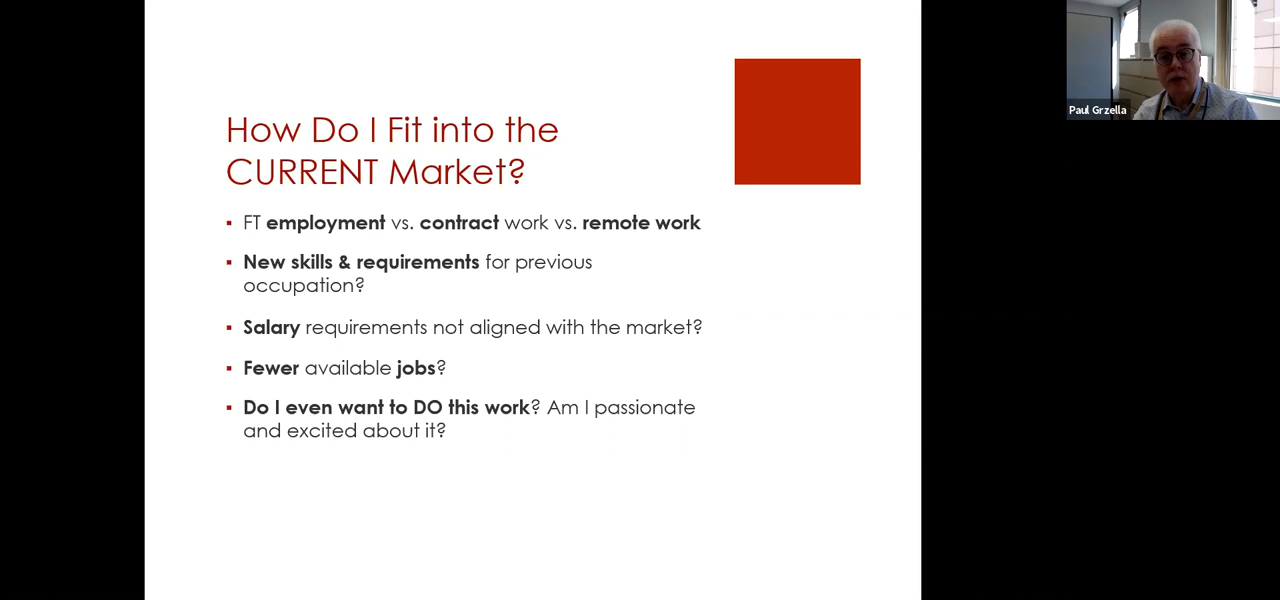 How Do I Fit into the
CURRENT Market?
▪ FT employment vs. contract work vs. remote work
▪ New skills & requirements for previous
occupation?
▪ Salary requirements not aligned with the market?
▪ Fewer available jobs?
▪ Do I even want to DO this work? Am I passionate
and excited about it?
Paul Grzella